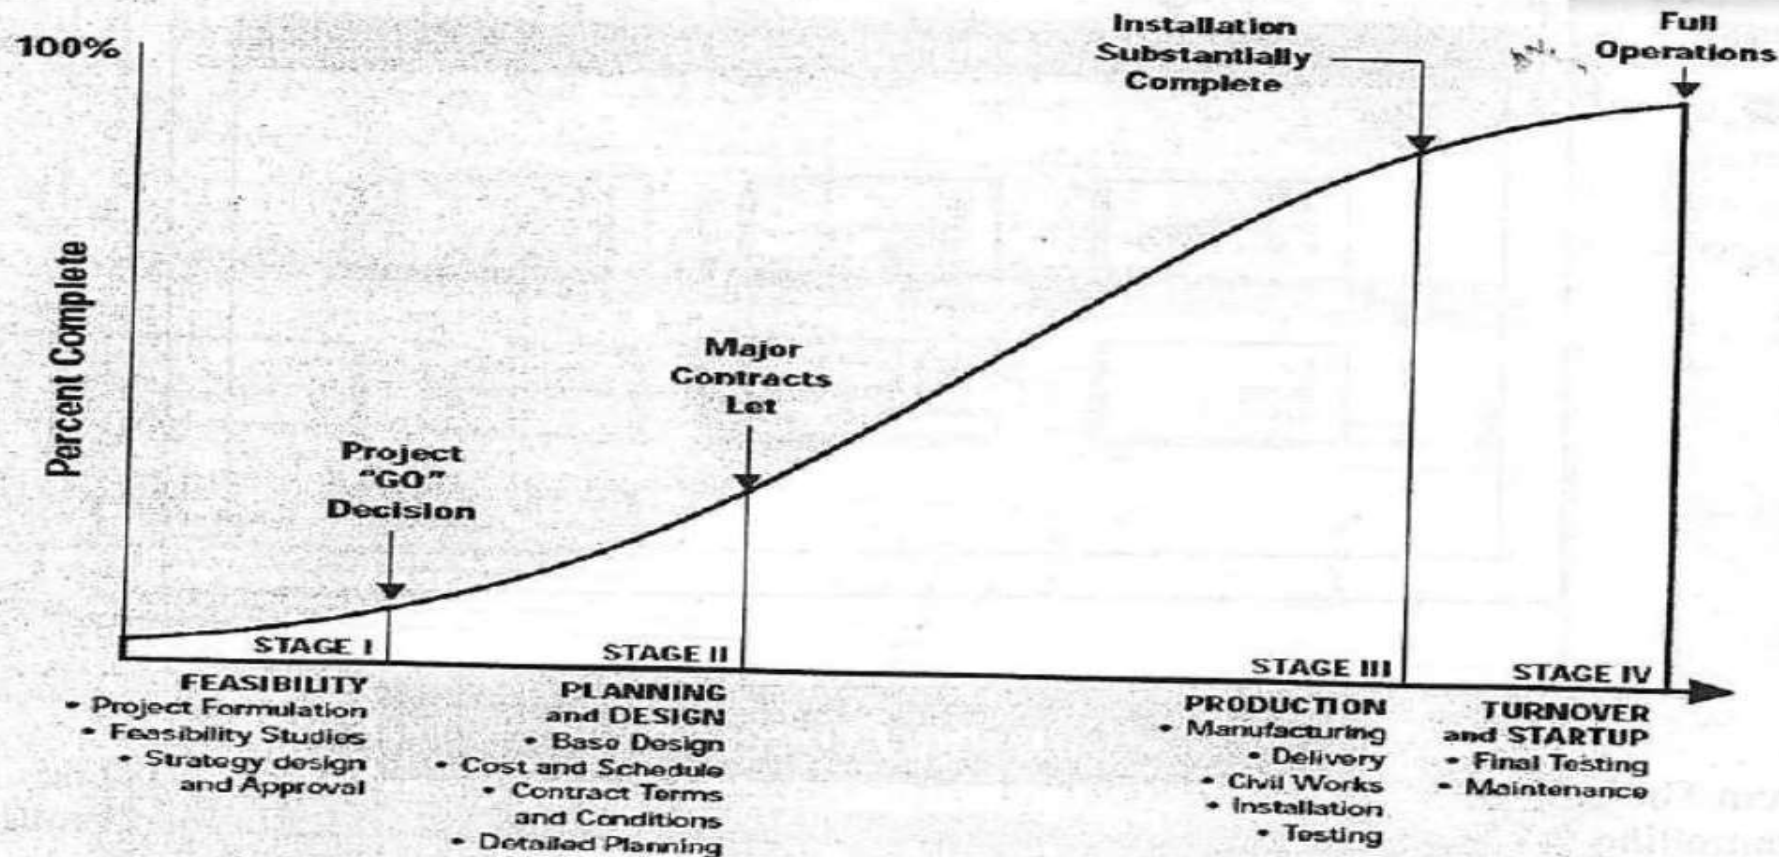 100%
Percent Complete
Project
"GO"
Decision
Major
Contracts
Let
Installation
Substantially
Complete
Full
Operations
STAGE I
STAGE II
STAGE III
STAGE IV
FEASIBILITY
• Project Formulation
• Feasibility Studies
• Strategy design
and Approval
PLANNING
and DESIGN
• Base Design
• Cost and Schedule
• Contract Terms
and Conditions
• Detailed Planning
PRODUCTION
• Manufacturing
• Delivery
• Civil Works
• Installation
• Testing
TURNOVER
and STARTUP
• Final Testing
• Maintenance